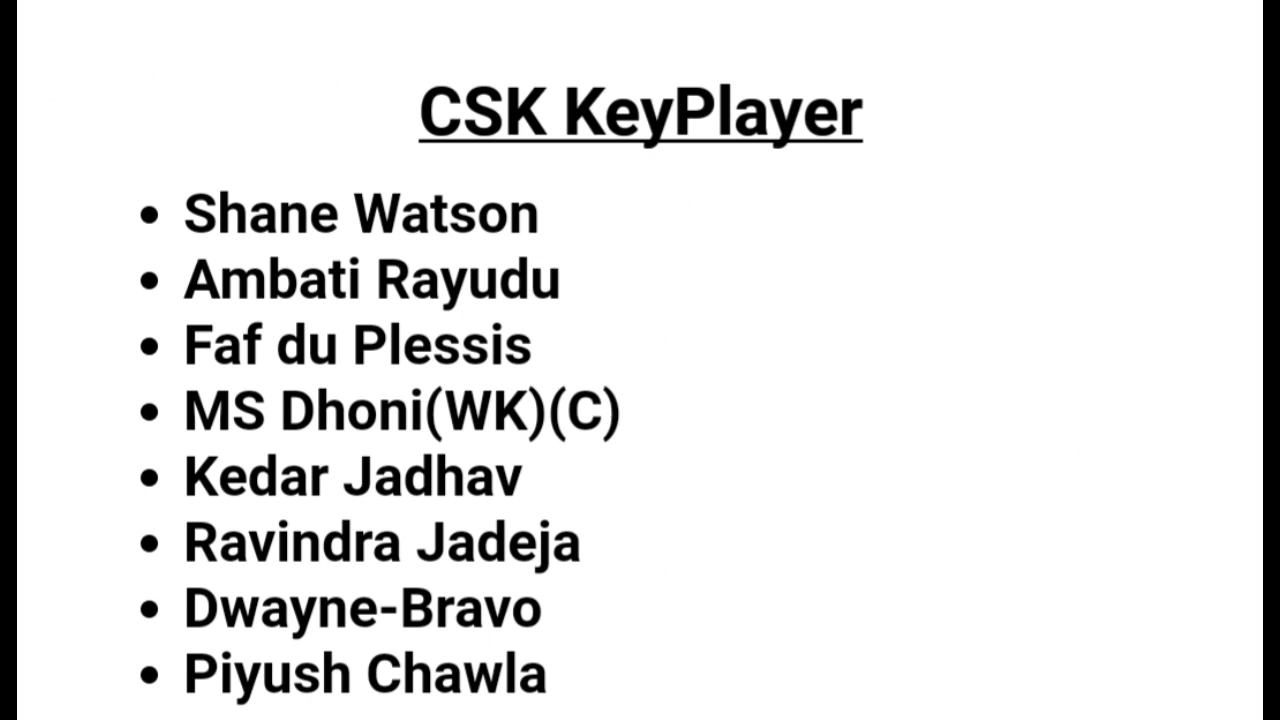 CSK KeyPlayer
• Shane Watson
• Ambati Rayudu
• Faf du Plessis
• MS Dhoni(WK)(C)
• Kedar Jadhav
• Ravindra Jadeja
• Dwayne-Bravo
• Piyush Chawla